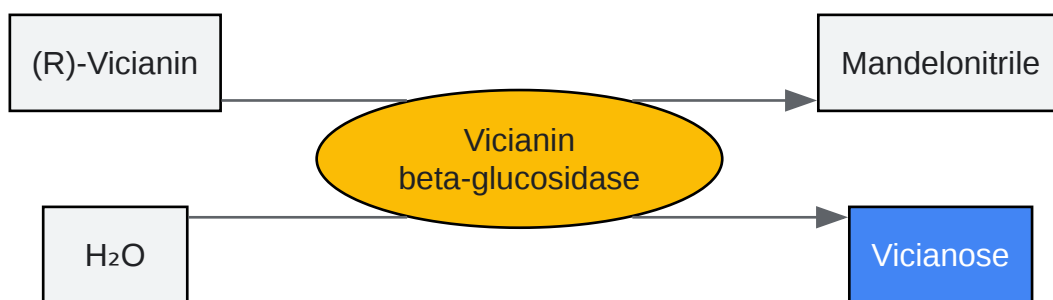 (R)-Vicianin
Mandelonitrile
Vicianin
beta-glucosidase
H₂O
Vicianose